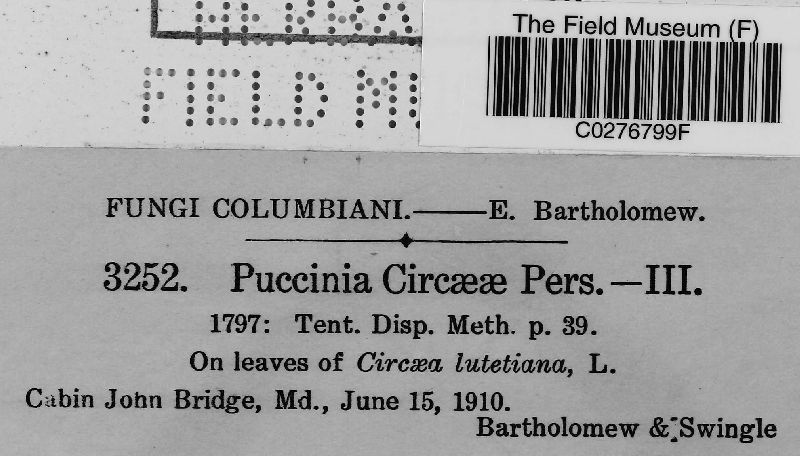 The Field Museum (F)
FIELD
C0276799F
FUNGI COLUMBIANI.——E. Bartholomew.
3252. Puccinia Circææ Pers.—III.
1797: Tent. Disp. Meth. p. 39.
On leaves of Circæa lutetiana, L.
Cabin John Bridge, Md., June 15, 1910.
Bartholomew & Swingle